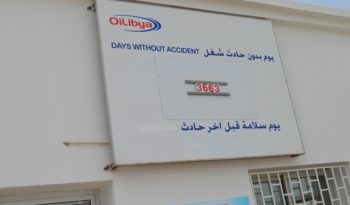 OiLibya
DAYS WITHOUT ACCIDENT يوم بدون حادث شغل
3663
يوم سلامة قبل اخر حادث